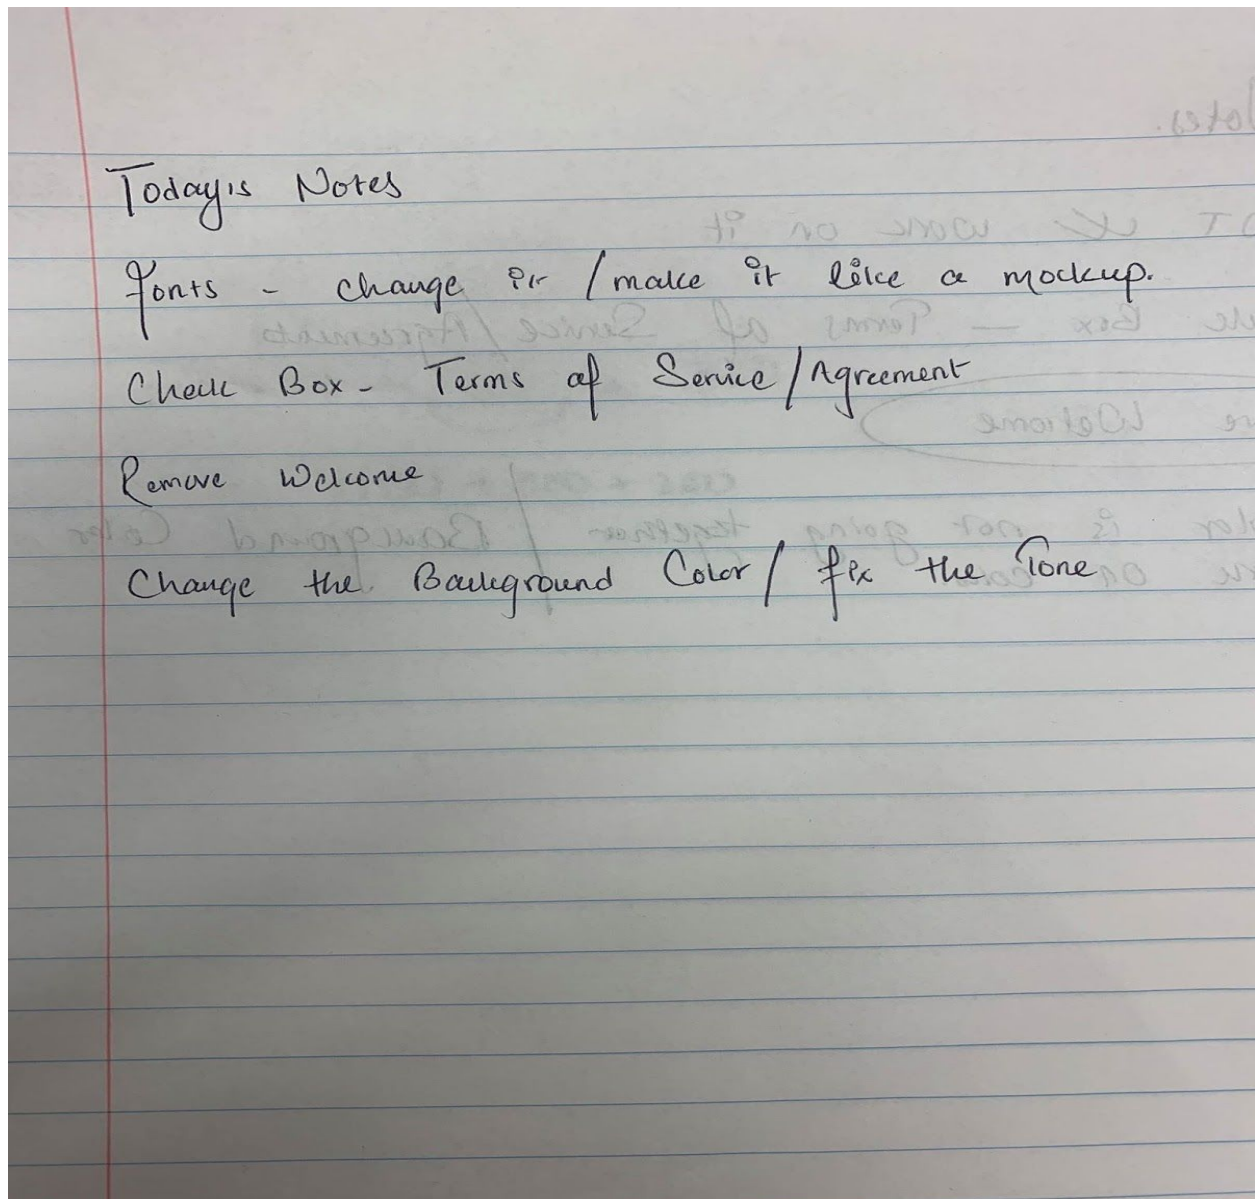 Today's Notes
Fonts - change it / make it like a mockup.
Check Box - Terms of Service / Agreement
Remove Welcome
Change the Background Color / fix the Tone